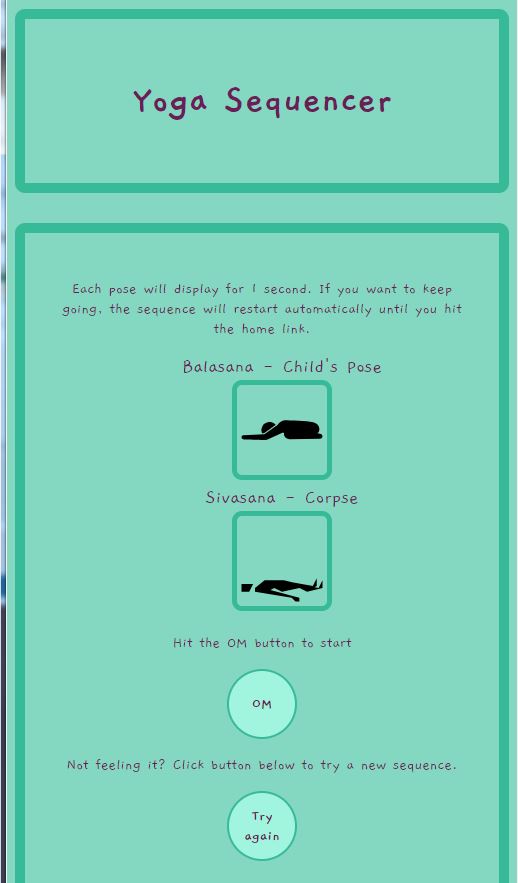 Yoga Sequencer
Each pose will display for 1 second. If you want to keep
going, the sequence will restart automatically until you hit
the home link.
Balasana - Child's Pose
Sivasana - Corpse
Hit the OM button to start
OM
Not feeling it? Click button below to try a new sequence.
Try
again